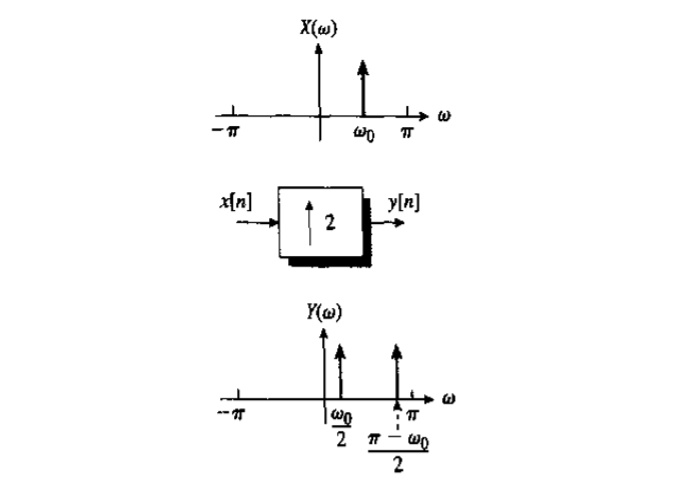 X(ω)
−π ω₀ π ω
x[n] ↑ 2 y[n]
Y(ω)
−π ω₀/2 π ω
(π − ω₀)/2